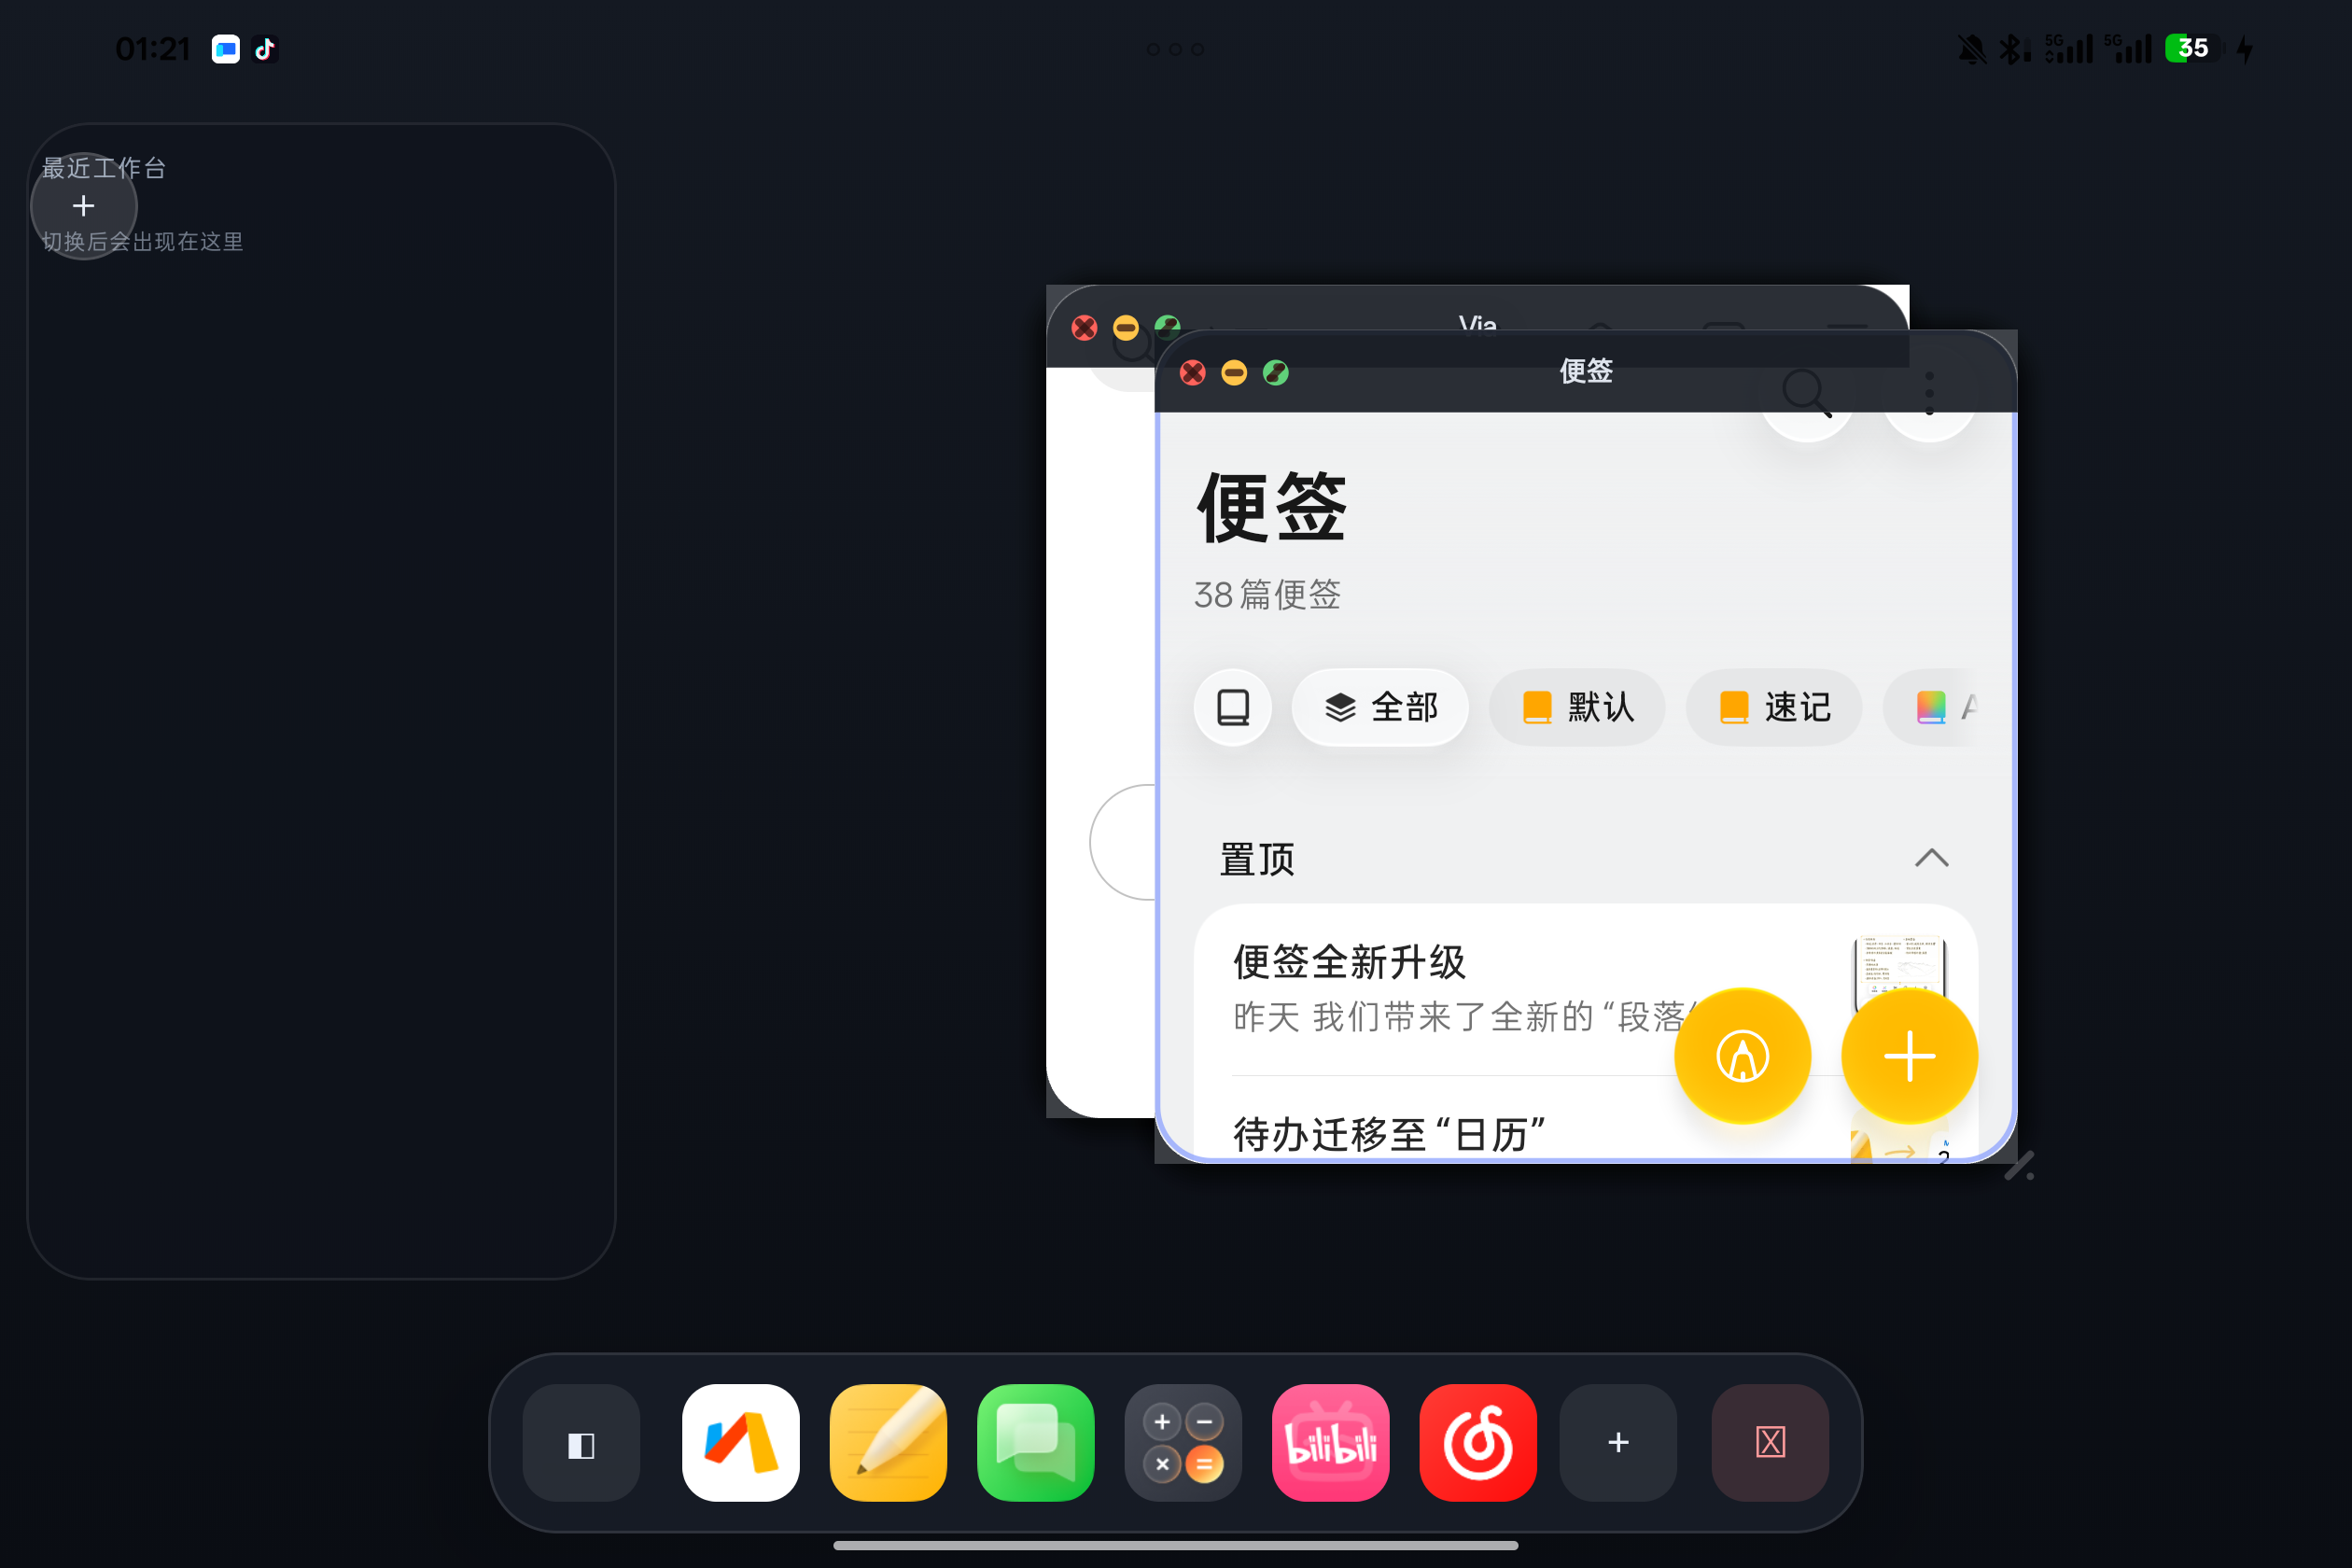 01:21
5G
5G
35
最近工作台
+
切换后会出现在这里
Via
便签
便签
38 篇便签
全部
默认
速记
置顶
便签全新升级
昨天 我们带来了全新的 “段落
待办迁移至 “日历”
bilibili
+